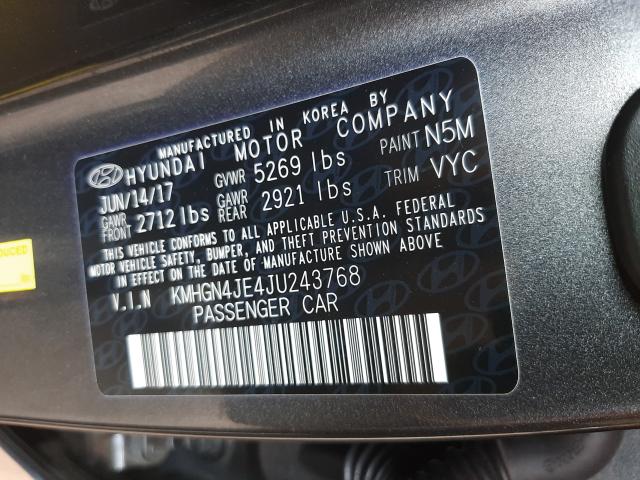 MANUFACTURED IN KOREA BY
HYUNDAI MOTOR COMPANY
JUN/14/17 GVWR 5269 lbs PAINT N5M
GAWR FRONT 2712 lbs GAWR REAR 2921 lbs TRIM VYC
THIS VEHICLE CONFORMS TO ALL APPLICABLE U.S.A. FEDERAL
MOTOR VEHICLE SAFETY, BUMPER, AND THEFT PREVENTION STANDARDS
IN EFFECT ON THE DATE OF MANUFACTURE SHOWN ABOVE
V.I.N KMHGN4JE4JU243768
PASSENGER CAR